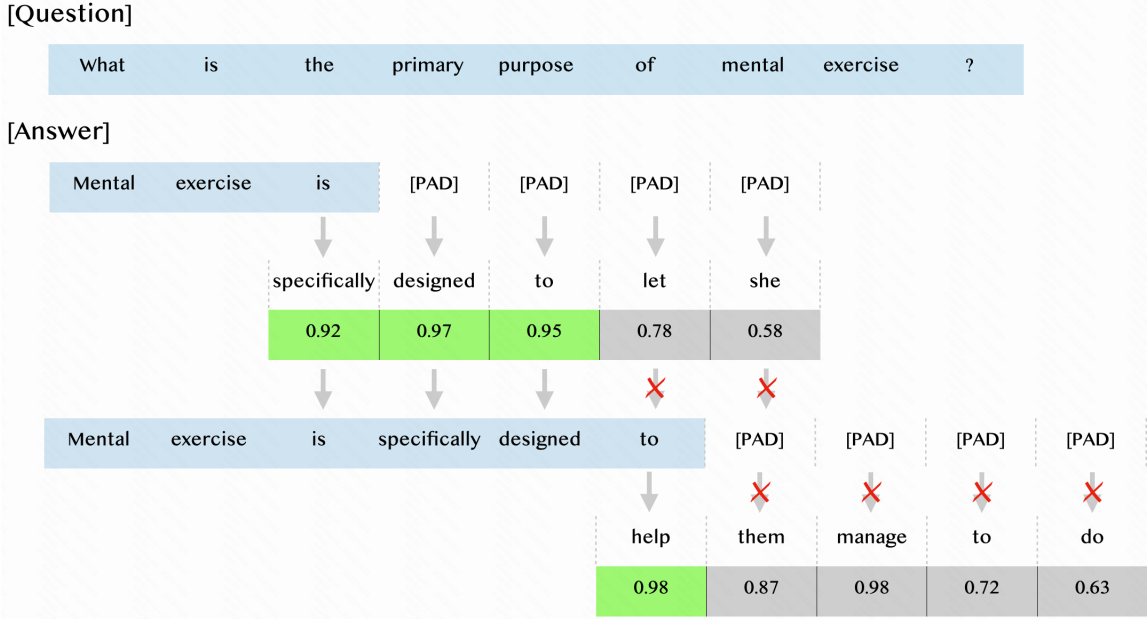 [Question]
What is the primary purpose of mental exercise ?
[Answer]
Mental exercise is [PAD] [PAD] [PAD] [PAD]
specifically designed to let she
0.92 0.97 0.95 0.78 0.58
Mental exercise is specifically designed to [PAD] [PAD] [PAD] [PAD]
help them manage to do
0.98 0.87 0.98 0.72 0.63